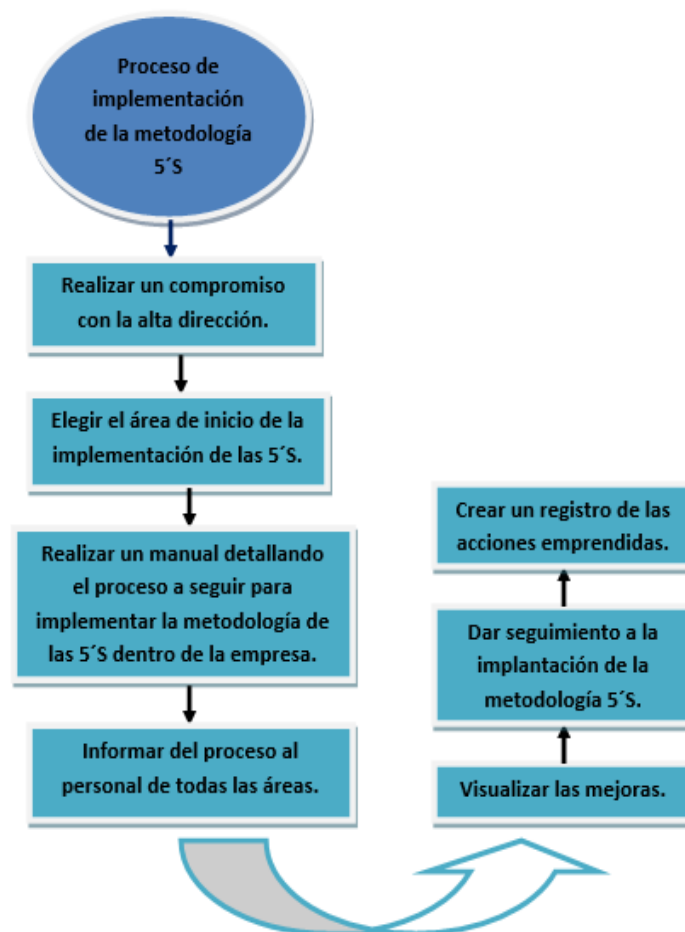 Proceso de
implementación
de la metodología
5´S
Realizar un compromiso
con la alta dirección.
Elegir el área de inicio de la
implementación de las 5´S.
Realizar un manual detallando
el proceso a seguir para
implementar la metodología de
las 5´S dentro de la empresa.
Informar del proceso al
personal de todas las áreas.
Visualizar las mejoras.
Dar seguimiento a la
implantación de la
metodología 5´S.
Crear un registro de las
acciones emprendidas.